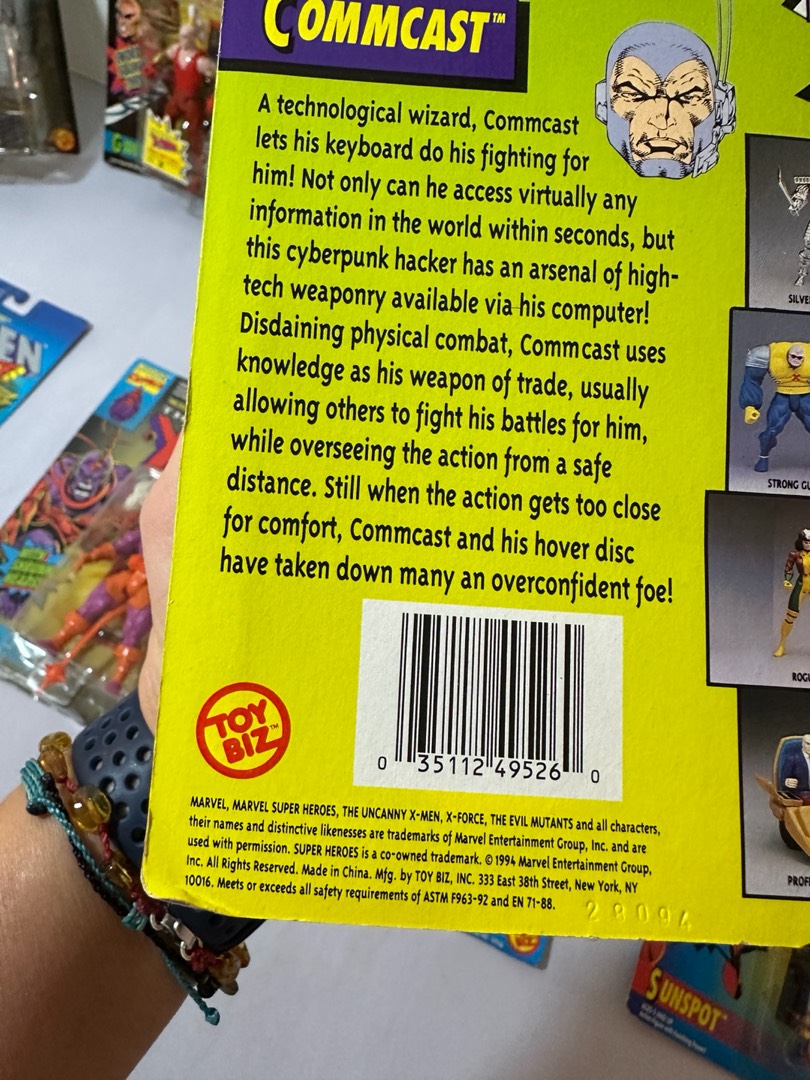 COMMCAST™
A technological wizard, Commcast
lets his keyboard do his fighting for
him! Not only can he access virtually any
information in the world within seconds, but
this cyberpunk hacker has an arsenal of high-
tech weaponry available via his computer!
Disdaining physical combat, Commcast uses
knowledge as his weapon of trade, usually
allowing others to fight his battles for him,
while overseeing the action from a safe
distance. Still when the action gets too close
for comfort, Commcast and his hover disc
have taken down many an overconfident foe!
TOY
BIZ™
0 35112 49526 0
MARVEL, MARVEL SUPER HEROES, THE UNCANNY X-MEN, X-FORCE, THE EVIL MUTANTS and all characters,
their names and distinctive likenesses are trademarks of Marvel Entertainment Group, Inc. and are
used with permission. SUPER HEROES is a co-owned trademark. © 1994 Marvel Entertainment Group,
Inc. All Rights Reserved. Made in China. Mfg. by TOY BIZ, INC. 333 East 38th Street, New York, NY
10016. Meets or exceeds all safety requirements of ASTM F963-92 and EN 71-88.
28094
SILVE
STRONG GU
ROGU
PROF
EN
SUNSPOT™